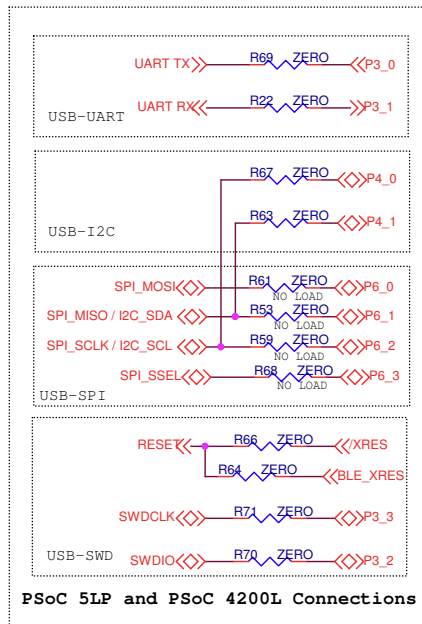 UART TX R69 ZERO P3_0
UART RX R22 ZERO P3_1
USB-UART
R67 ZERO P4_0
R63 ZERO P4_1
USB-I2C
SPI_MOSI R61 ZERO P6_0
NO LOAD
SPI_MISO / I2C_SDA R53 ZERO P6_1
NO LOAD
SPI_SCLK / I2C_SCL R59 ZERO P6_2
NO LOAD
SPI_SSEL R68 ZERO P6_3
NO LOAD
USB-SPI
RESET R66 ZERO /XRES
R64 ZERO BLE_XRES
SWDCLK R71 ZERO P3_3
USB-SWD
SWDIO R70 ZERO P3_2
PSoC 5LP and PSoC 4200L Connections